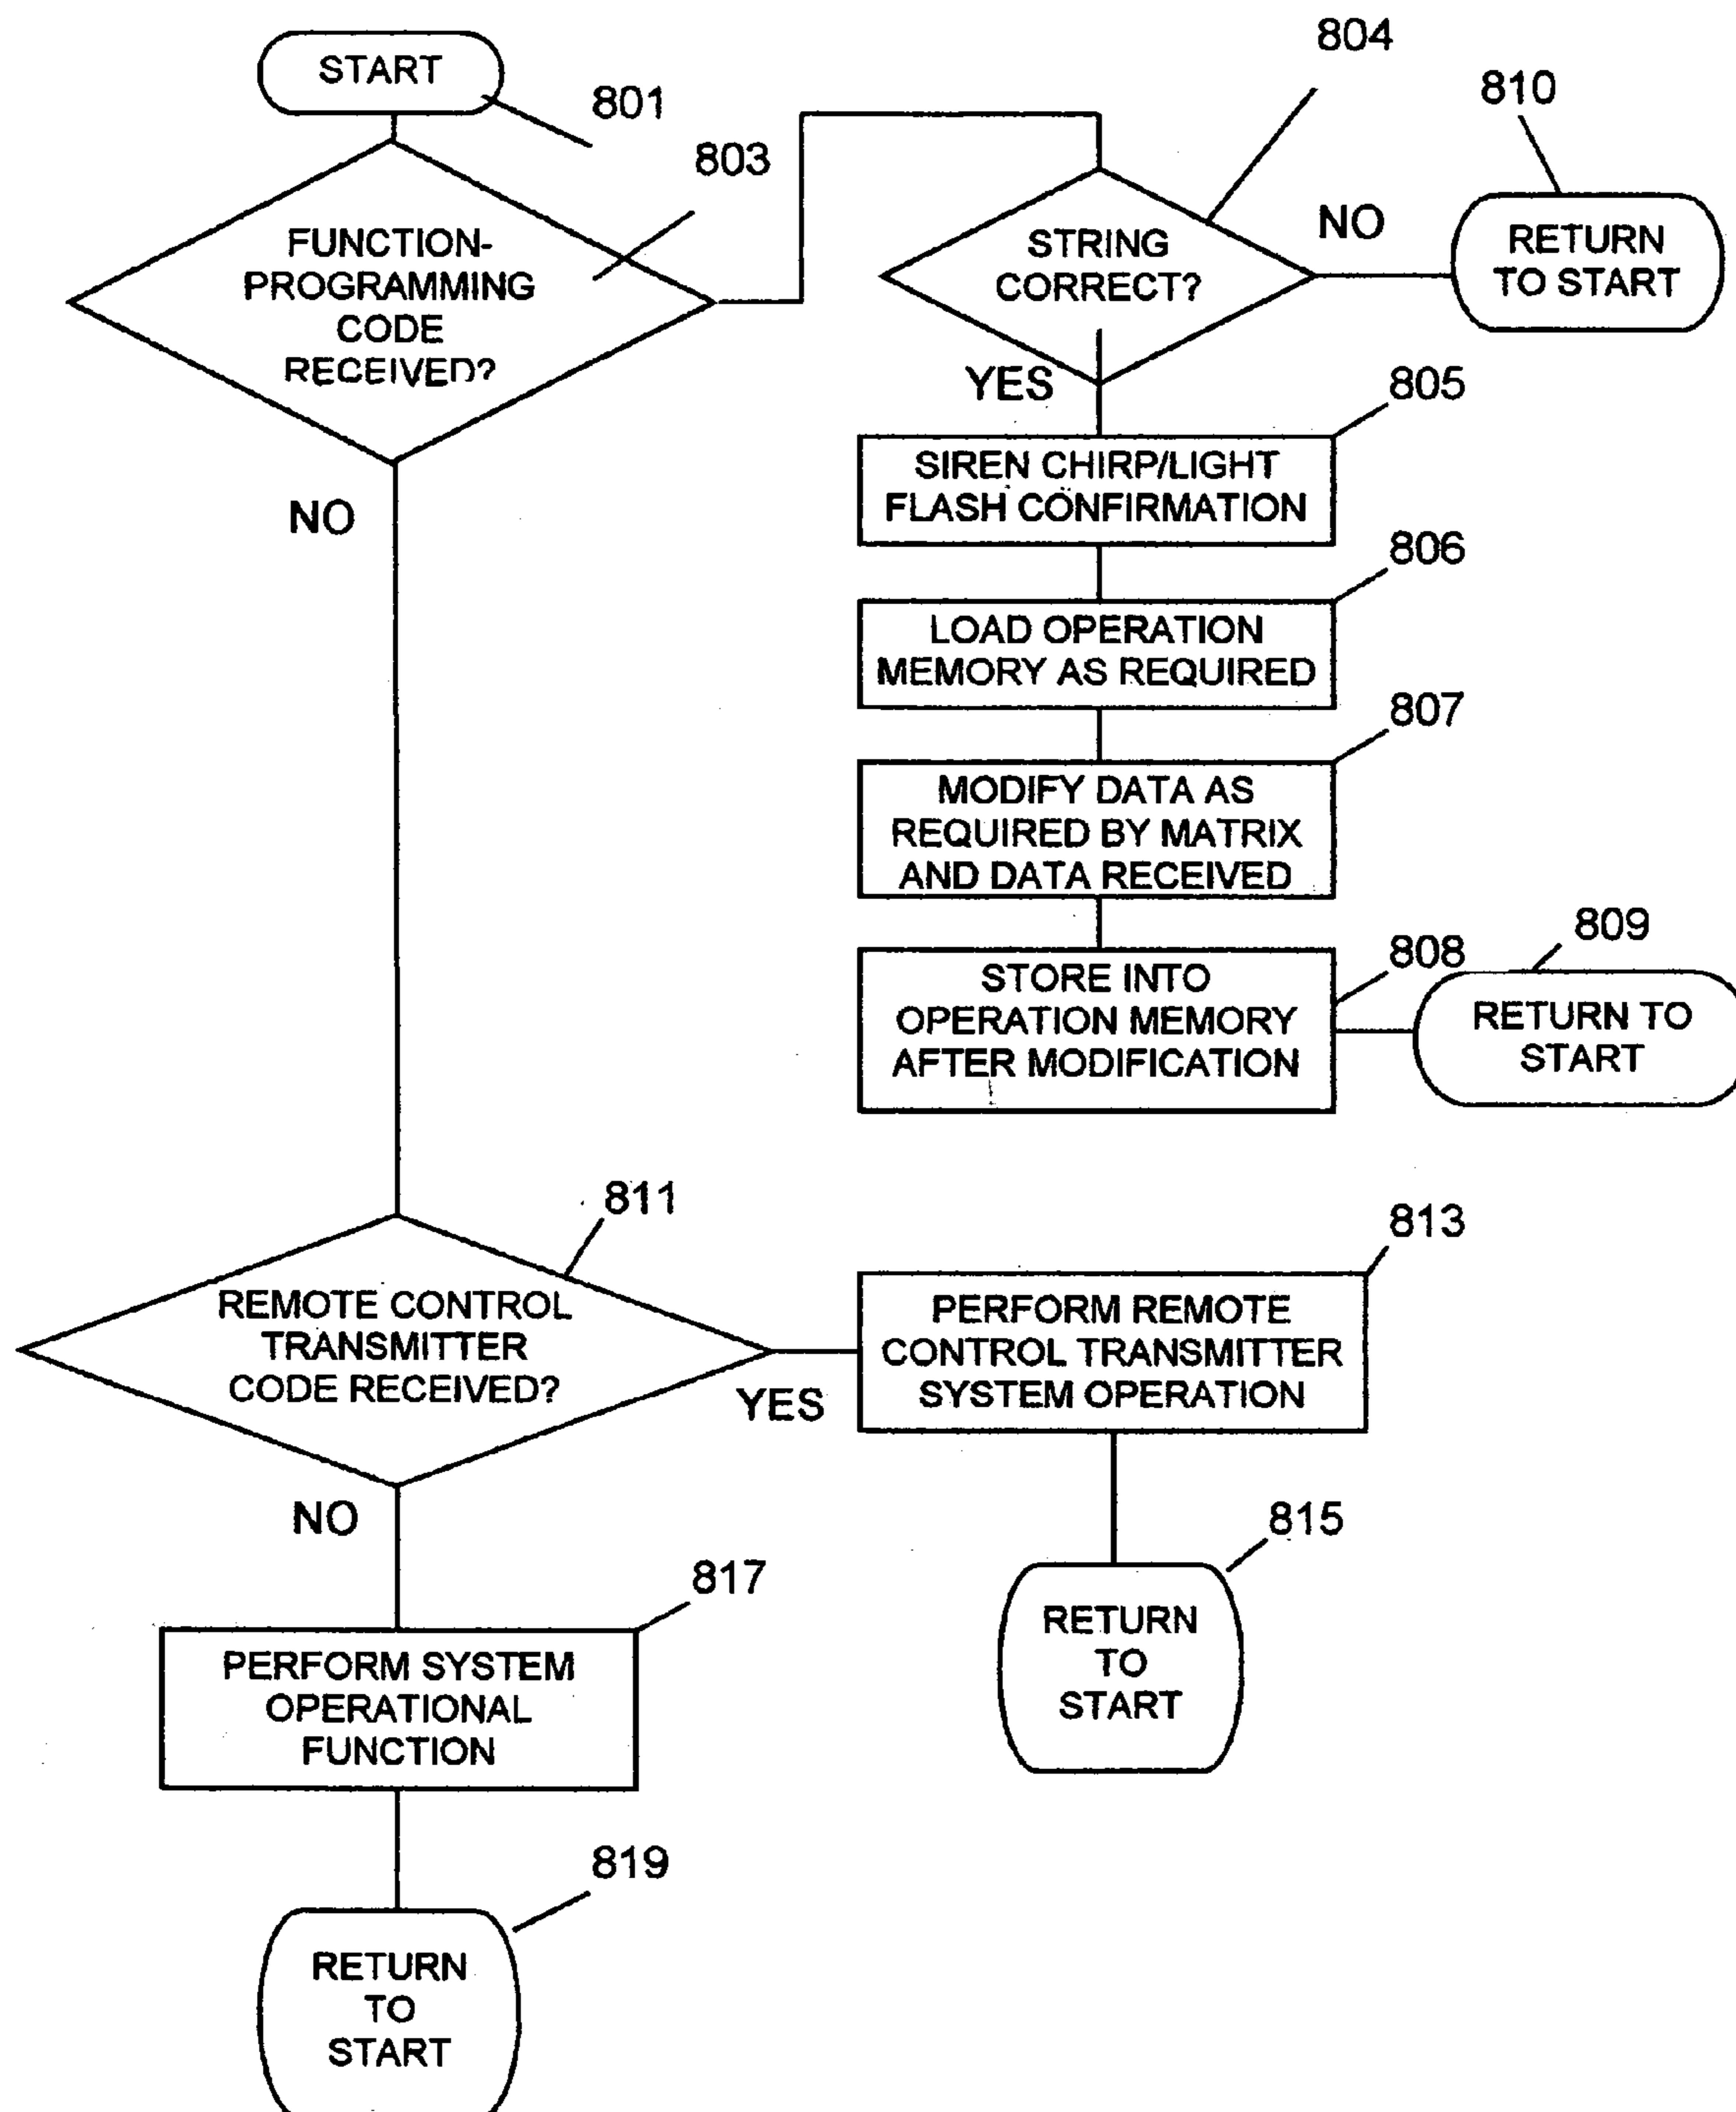 START
801
803
FUNCTION-
PROGRAMMING
CODE
RECEIVED?
NO
804
STRING
CORRECT?
NO
810
RETURN
TO START
YES
805
SIREN CHIRP/LIGHT
FLASH CONFIRMATION
806
LOAD OPERATION
MEMORY AS REQUIRED
807
MODIFY DATA AS
REQUIRED BY MATRIX
AND DATA RECEIVED
808
STORE INTO
OPERATION MEMORY
AFTER MODIFICATION
809
RETURN TO
START
811
REMOTE CONTROL
TRANSMITTER
CODE RECEIVED?
YES
813
PERFORM REMOTE
CONTROL TRANSMITTER
SYSTEM OPERATION
815
RETURN
TO
START
NO
817
PERFORM SYSTEM
OPERATIONAL
FUNCTION
819
RETURN
TO
START